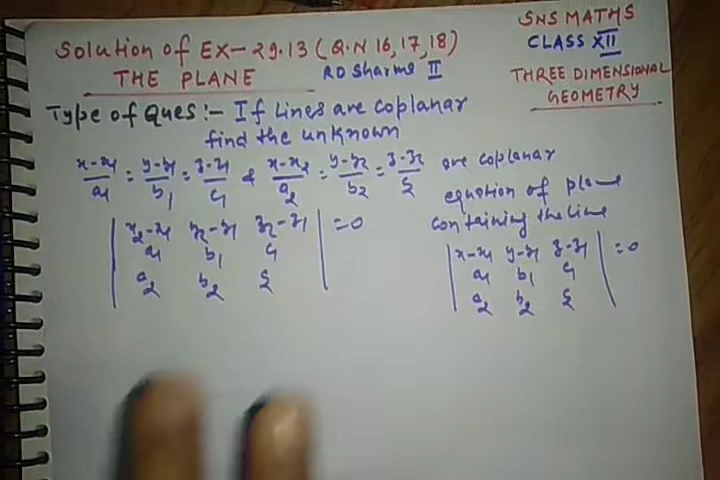 Solution of EX-29.13 (Q.N 16, 17, 18)
THE PLANE
RD Sharma II
SNS MATHS
CLASS XII
THREE DIMENSIONAL
GEOMETRY
Type of Ques :- If Lines are coplanar
find the unknown
x-x₁/a₁ = y-y₁/b₁ = z-z₁/c₁ & x-x₂/a₂ = y-y₂/b₂ = z-z₂/c₂ are coplanar
| x₂-x₁ y₂-y₁ z₂-z₁ | = 0
a₁ b₁ c₁
a₂ b₂ c₂
equation of plane
containing the line
| x-x₁ y-y₁ z-z₁ | = 0
a₁ b₁ c₁
a₂ b₂ c₂